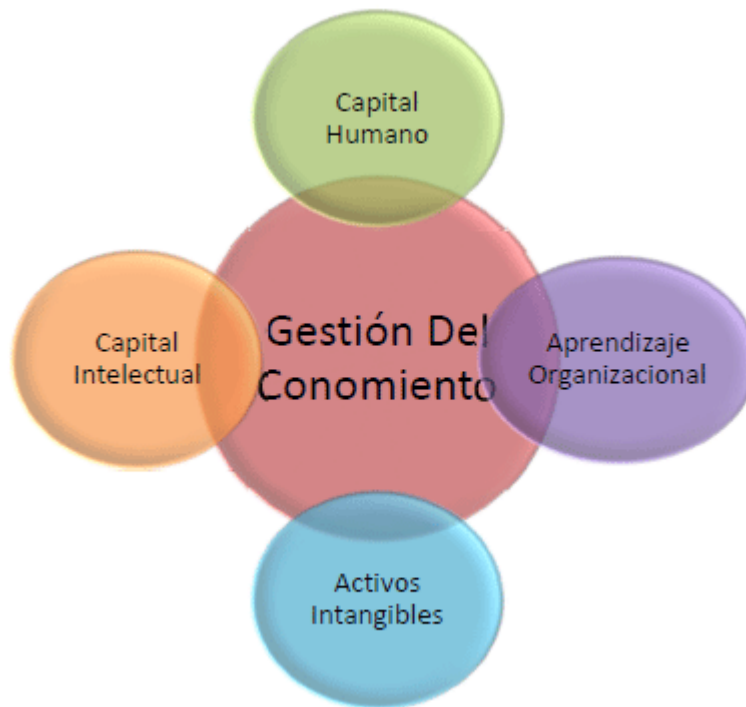 Capital
Humano
Gestión Del
Conomiento
Capital
Intelectual
Aprendizaje
Organizacional
Activos
Intangibles